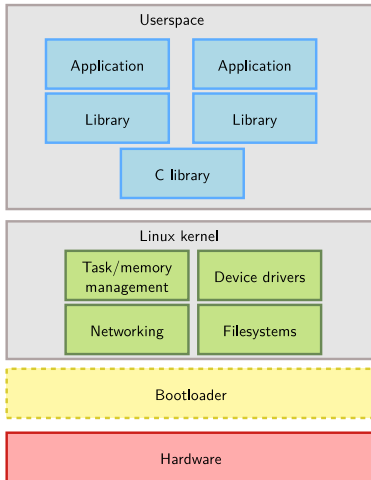 Userspace
Application
Application
Library
Library
C library
Linux kernel
Task/memory
management
Device drivers
Networking
Filesystems
Bootloader
Hardware